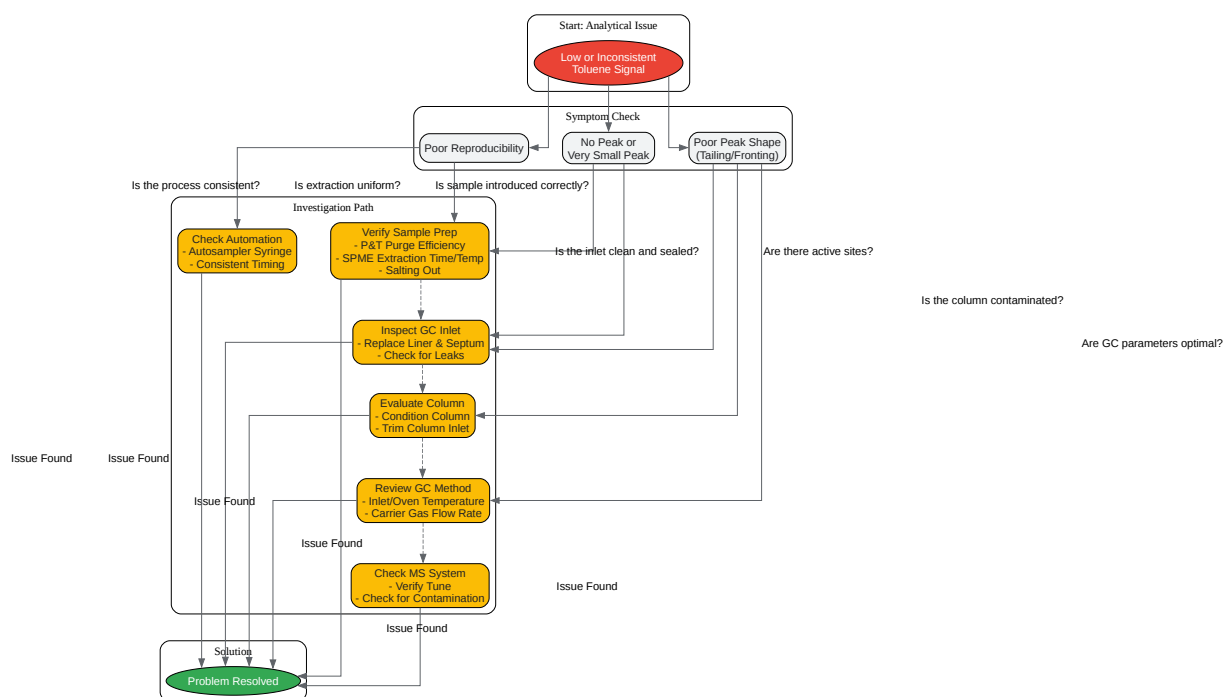 Start: Analytical Issue
Low or Inconsistent
Toluene Signal
Symptom Check
Poor Reproducibility
No Peak or
Very Small Peak
Poor Peak Shape
(Tailing/Fronting)
Is the process consistent?
Is extraction uniform?
Is sample introduced correctly?
Investigation Path
Check Automation
- Autosampler Syringe
- Consistent Timing
Verify Sample Prep
- P&T Purge Efficiency
- SPME Extraction Time/Temp
- Salting Out
Is the inlet clean and sealed?
Are there active sites?
Is the column contaminated?
Inspect GC Inlet
- Replace Liner & Septum
- Check for Leaks
Are GC parameters optimal?
Evaluate Column
- Condition Column
- Trim Column Inlet
Issue Found
Issue Found
Issue Found
Review GC Method
- Inlet/Oven Temperature
- Carrier Gas Flow Rate
Issue Found
Check MS System
- Verify Tune
- Check for Contamination
Issue Found
Issue Found
Solution
Problem Resolved